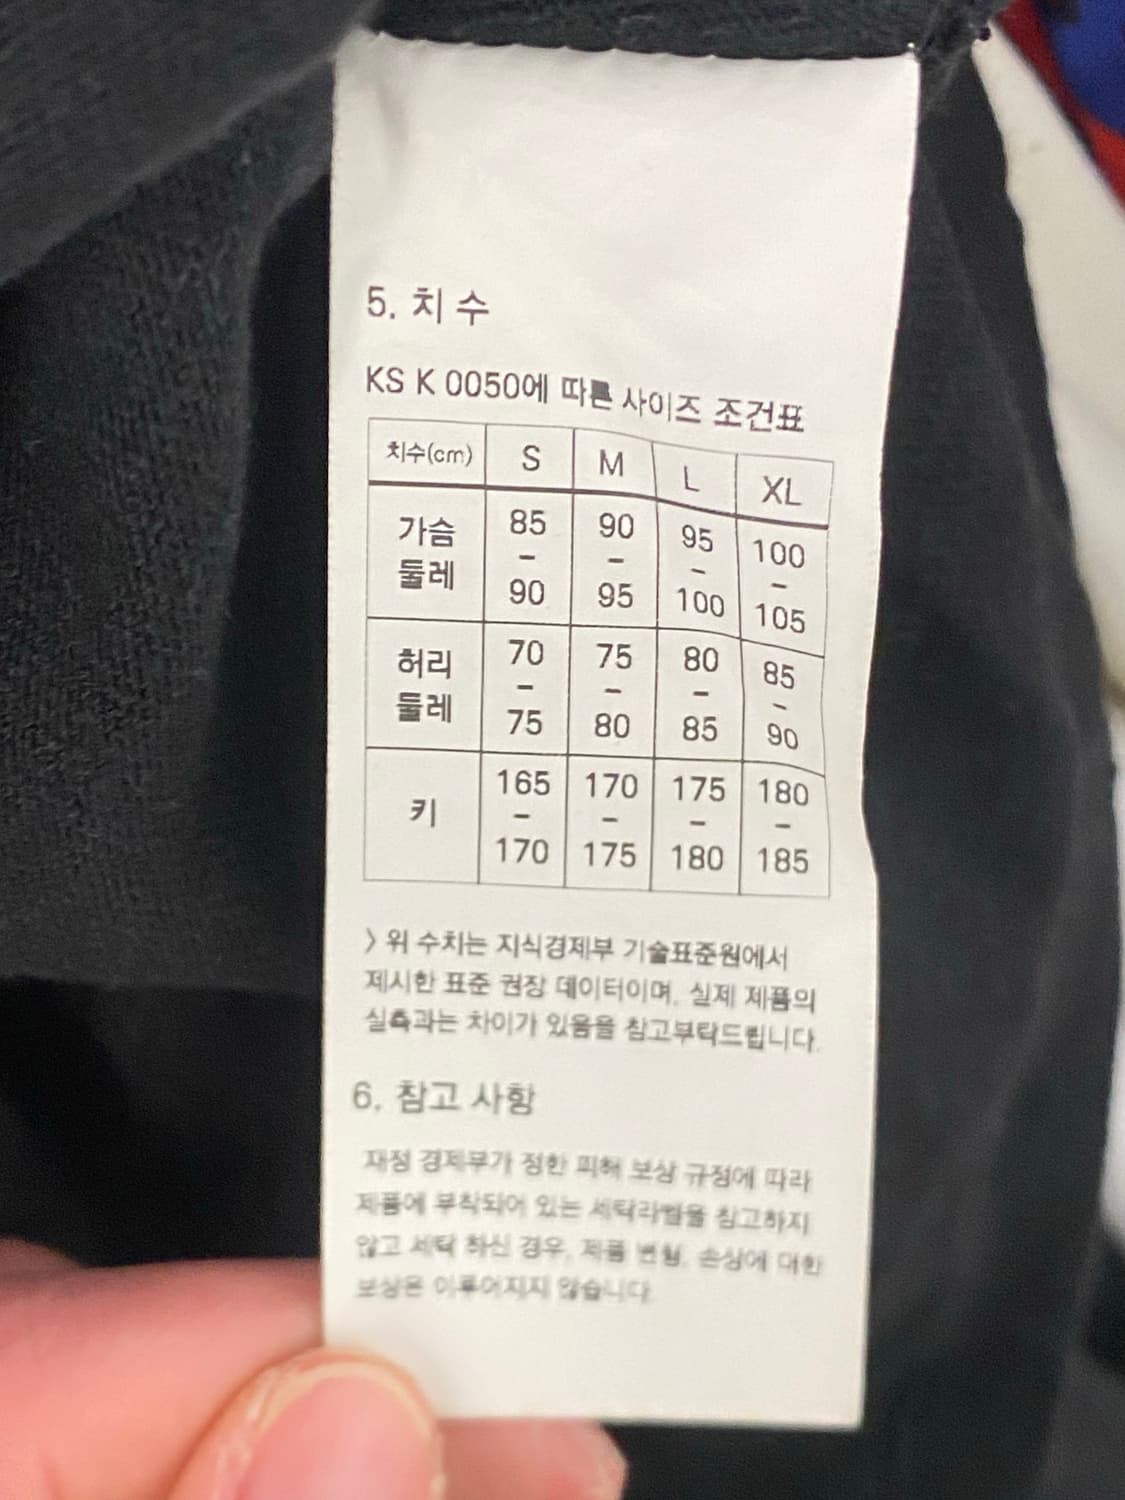 5. 치 수
KS K 0050에 따른 사이즈 조건표
치수(cm) S M L XL
가슴 둘레 85 - 90 90 - 95 95 - 100 100 - 105
허리 둘레 70 - 75 75 - 80 80 - 85 85 - 90
키 165 - 170 170 - 175 175 - 180 180 - 185
> 위 수치는 지식경제부 기술표준원에서
제시한 표준 권장 데이터이며, 실제 제품의
실측과는 차이가 있음을 참고부탁드립니다.
6. 참고 사항
재정 경제부가 정한 피해 보상 규정에 따라
제품에 부착되어 있는 세탁라벨을 참고하지
않고 세탁 하신 경우, 제품 변형, 손상에 대한
보상은 이루어지지 않습니다.